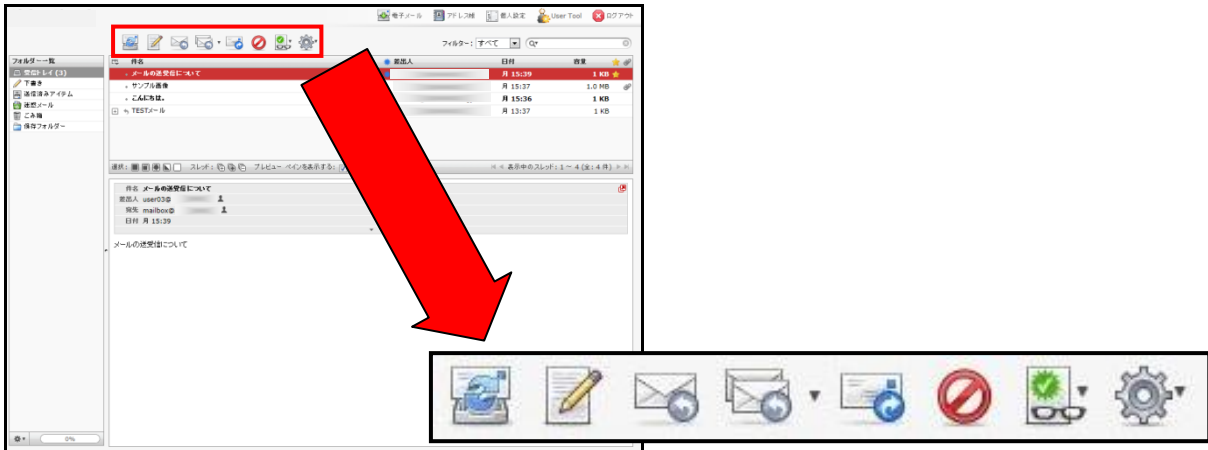 電子メール アドレス帳 個人設定 User Tool ログアウト
フィルター: すべて
フォルダー一覧
受信トレイ (3)
下書き
送信済みアイテム
迷惑メール
ごみ箱
保存フォルダー
件名 差出人 日付 容量
メールの送受信について 月 15:39 1 KB
サンプル画像 月 15:37 1.0 MB
こんにちは。 月 15:36 1 KB
TESTメール 月 13:37 1 KB
選択: スレッド: プレビュー ペインを表示する: 表示中のスレッド: 1 ～ 4 (全: 4 件)
件名 メールの送受信について
差出人 user03@
宛先 mailbox@
日付 月 15:39
メールの送受信について
0%